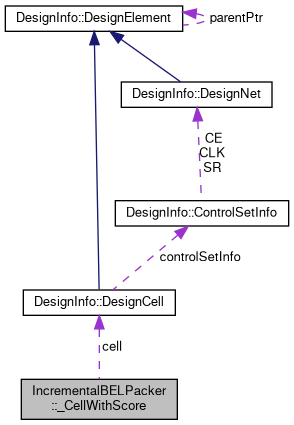 DesignInfo::DesignElement
parentPtr
DesignInfo::DesignNet
CE
CLK
SR
DesignInfo::ControlSetInfo
controlSetInfo
DesignInfo::DesignCell
cell
IncrementalBELPacker
::_CellWithScore